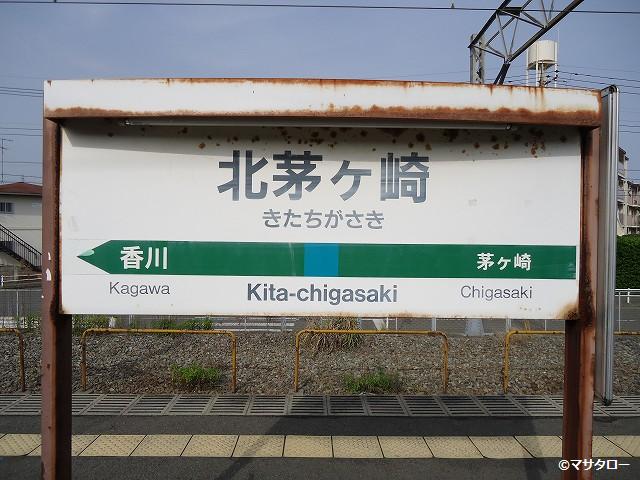 北茅ヶ崎
きたちがさき
香川 茅ヶ崎
Kagawa Kita-chigasaki Chigasaki
©マサタロー